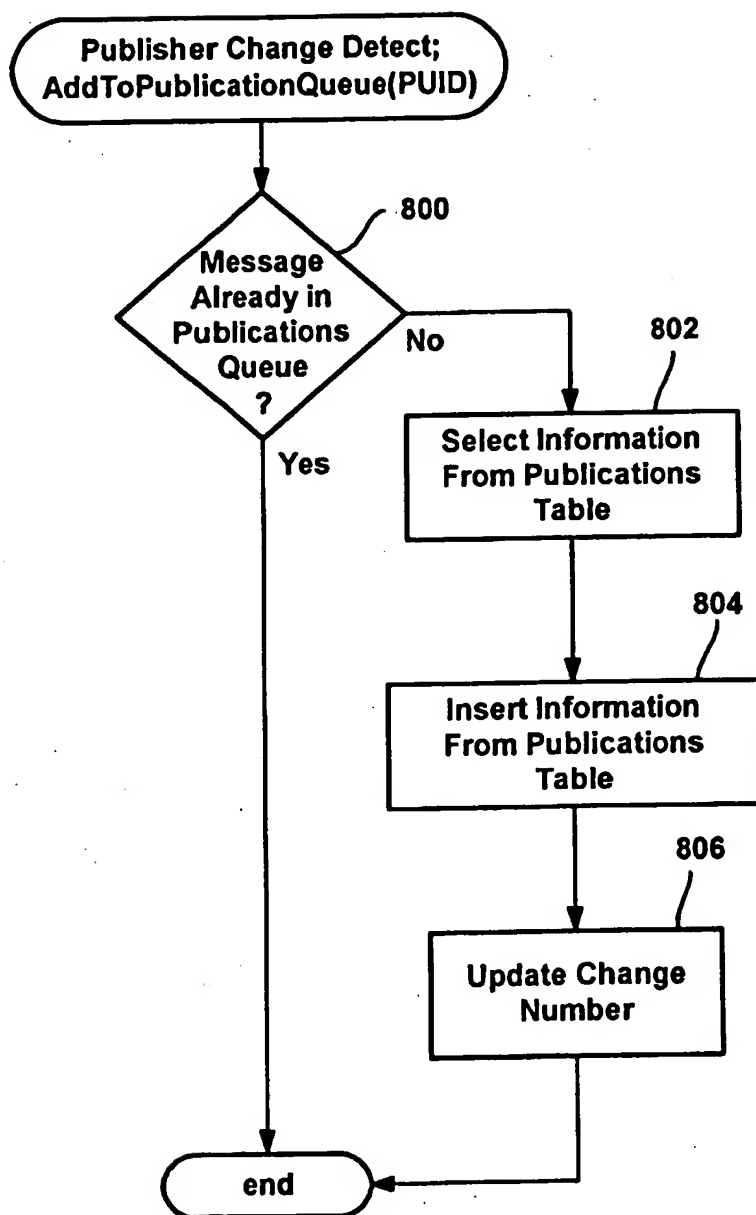 Publisher Change Detect;
AddToPublicationQueue(PUID)
800
Message
Already in
Publications
Queue
?
No
Yes
802
Select Information
From Publications
Table
804
Insert Information
From Publications
Table
806
Update Change
Number
end